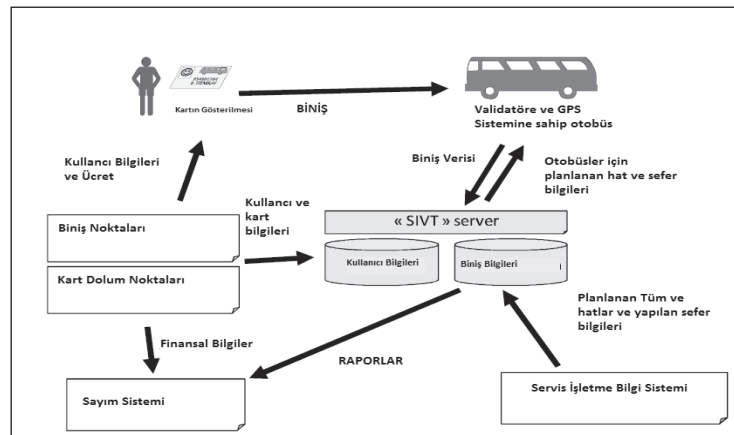 Kartın Gösterilmesi
BİNİŞ
Validatöre ve GPS
Sistemine sahip otobüs
Kullancı Bilgileri
ve Ücret
Biniş Verisi
Otobüsler için
planlanan hat ve sefer
bilgileri
Kullanıcı ve
kart
bilgileri
Biniş Noktaları
« SIVT » server
Kullanıcı Bilgileri
Biniş Bilgileri
Kart Dolum Noktaları
Planlanan Tüm ve
hatlar ve yapılan sefer
bilgileri
Finansal Bilgiler
RAPORLAR
Sayım Sistemi
Servis İşletme Bilgi Sistemi